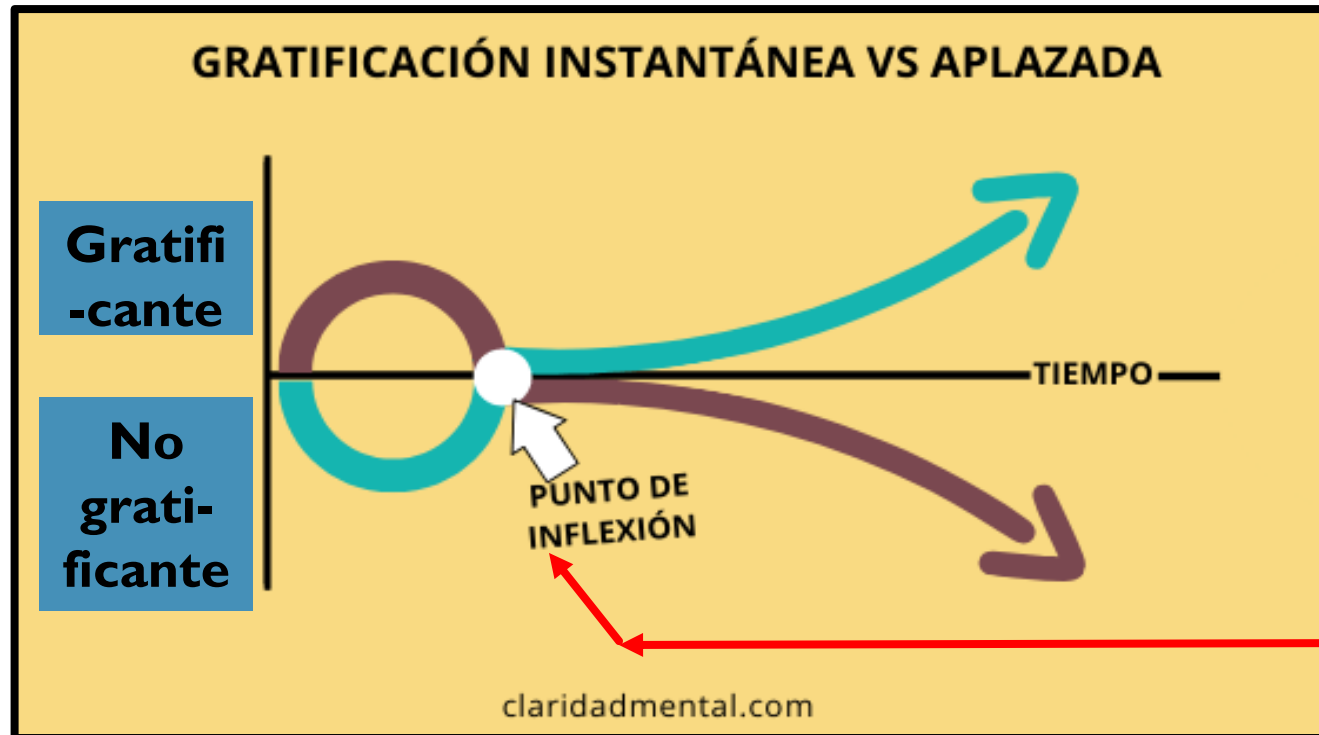 GRATIFICACIÓN INSTANTÁNEA VS APLAZADA
Gratifi
-cante
TIEMPO
No
grati-
ficante
PUNTO DE
INFLEXIÓN
claridadmental.com